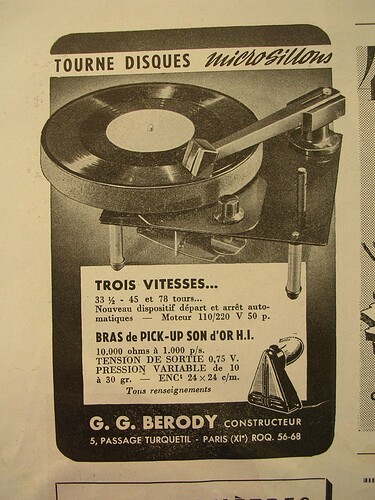 TOURNE DISQUES microsillons
TROIS VITESSES...
33 ½ - 45 et 78 tours...
Nouveau dispositif départ et arrêt auto-
matiques — Moteur 110/220 V 50 p.
BRAS de PICK-UP SON d'OR H.I.
10.000 ohms à 1.000 p/s.
TENSION DE SORTIE 0,75 V.
PRESSION VARIABLE de 10
à 30 gr. — ENCt 24 × 24 c/m.
Tous renseignements
G. G. BERODY CONSTRUCTEUR
5, PASSAGE TURQUETIL - PARIS (XIe) ROQ. 56-68